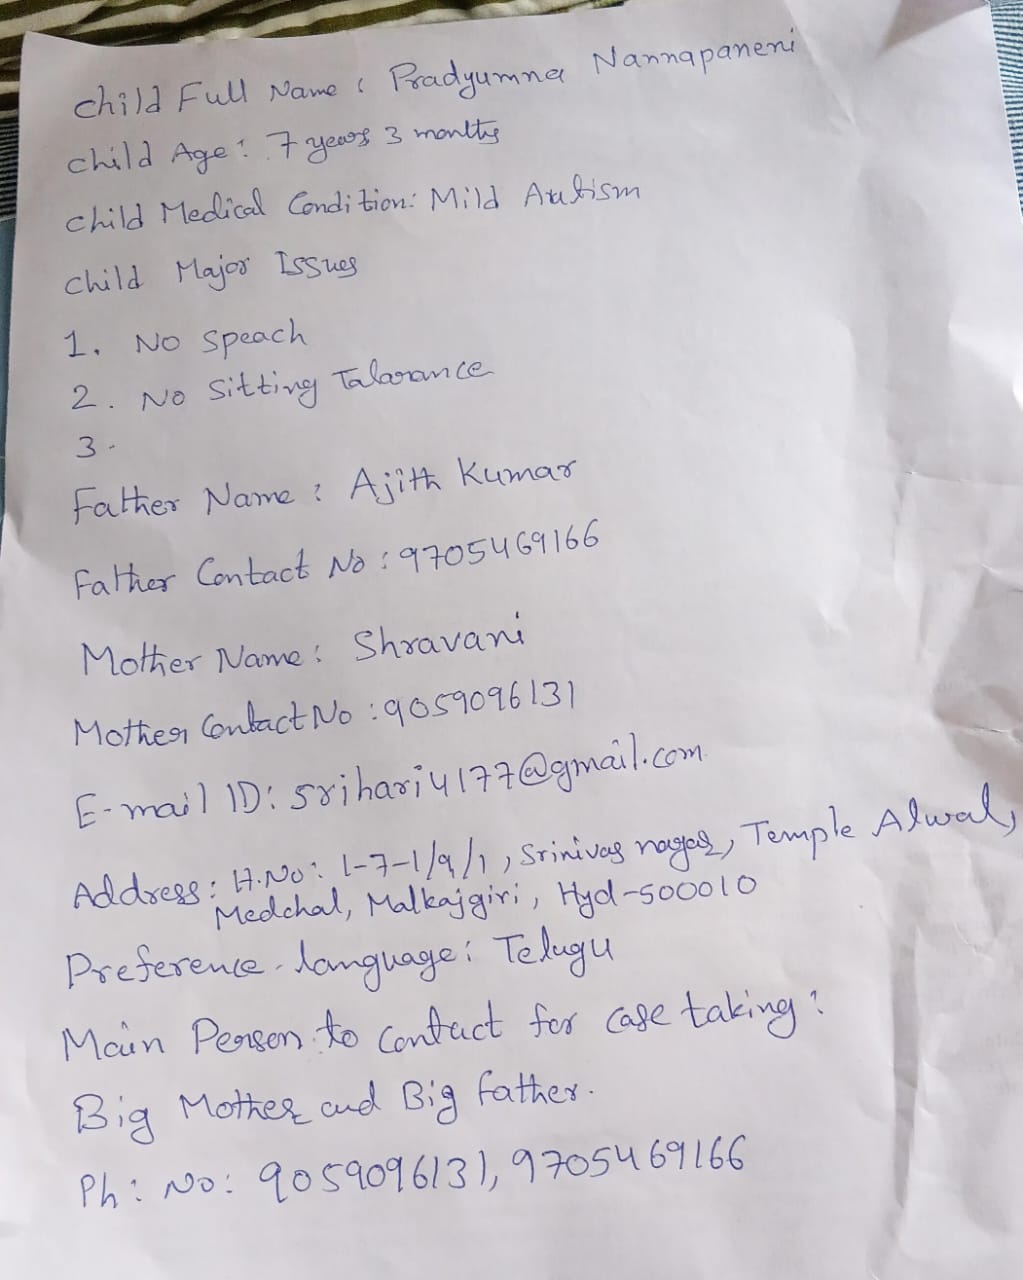 child Full Name : Pradyumna Nannapaneni
child Age : 7 years 3 months
child Medical Condition: Mild Autism
child Major Issues
1. No Speach
2. No Sitting Talarance
3.
Father Name : Ajith Kumar
Father Contact No : 9705469166
Mother Name : Shravani
Mother Contact No : 9059096131
E-mail ID: srihari4177@gmail.com
Address: H.No: 1-7-1/9/1, Srinivas nagar, Temple Alwal,
Medchal, Malkajgiri, Hyd-500010
Preference language: Telugu
Main Person to contact for case taking:
Big Mother and Big father.
Ph: No: 9059096131, 9705469166